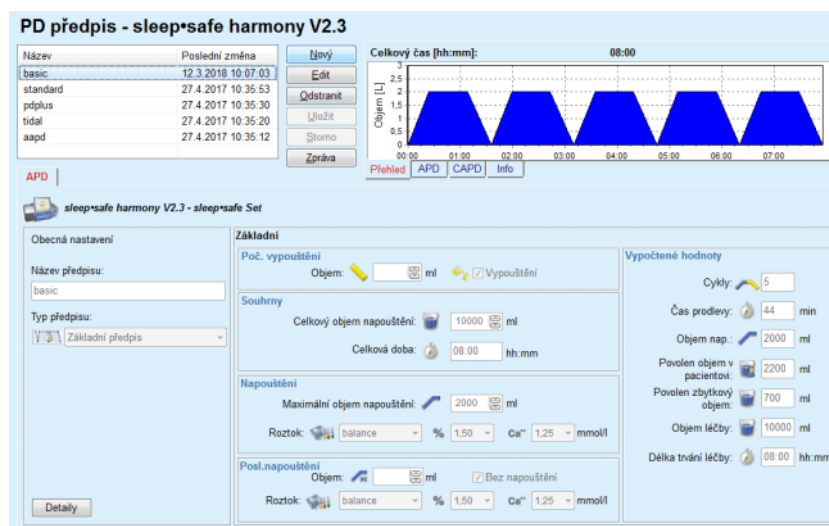 PD předpis - sleep•safe harmony V2.3
Název Poslední změna
basic 12.3.2018 10:07:03
standard 27.4.2017 10:35:53
pdplus 27.4.2017 10:35:30
tidal 27.4.2017 10:35:20
aapd 27.4.2017 10:35:12
Nový
Edit
Odstranit
Uložit
Storno
Zpráva
Celkový čas [hh:mm]: 08:00
Objem [L]
3
2,5
2
1,5
1
0,5
0
00:00 01:00 02:00 03:00 04:00 05:00 06:00 07:00
Přehled APD CAPD Info
APD
sleep•safe harmony V2.3 - sleep•safe Set
Obecná nastavení
Název předpisu:
basic
Typ předpisu:
Základní předpis
Detaily
Základní
Poč. vypouštění
Objem: ml Vypouštění
Souhrny
Celkový objem napouštění: 10000 ml
Celková doba: 08:00 hh:mm
Napouštění
Maximální objem napouštění: 2000 ml
Roztok: balance % 1,50 Ca⁺⁺ 1,25 mmol/l
Posl.napouštění
Objem: ml Bez napouštění
Roztok: balance % 1,50 Ca⁺⁺ 1,25 mmol/l
Vypočtené hodnoty
Cykly: 5
Čas prodlevy: 44 min
Objem nap.: 2000 ml
Povolen objem v
pacientovi: 2200 ml
Povolen zbytkový
objem: 700 ml
Objem léčby: 10000 ml
Délka trvání léčby: 08:00 hh:mm